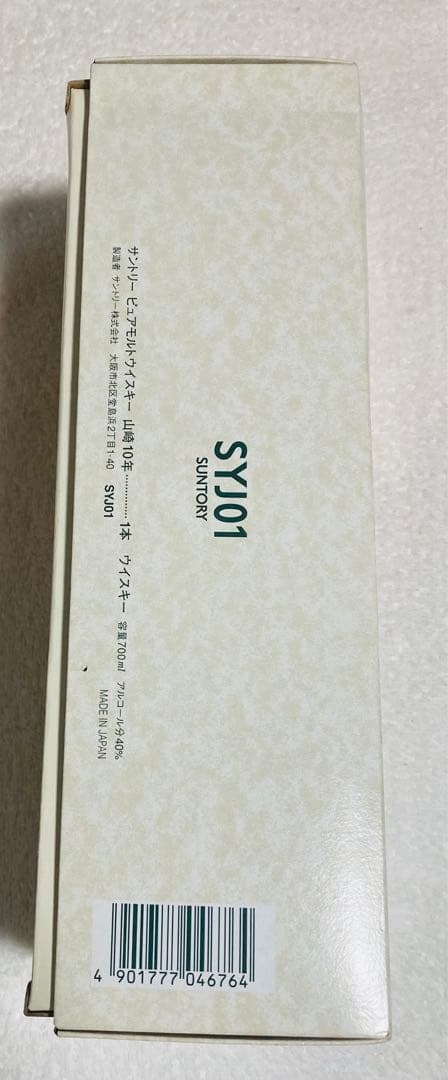 SYJ01
SUNTORY
サントリー ピュアモルトウイスキー 山崎10年…………1本 ウイスキー 容量700ml アルコール分40%
製造者 サントリー株式会社 大阪市北区堂島浜2丁目1-40 SYJ01 MADE IN JAPAN
4 901777 046764